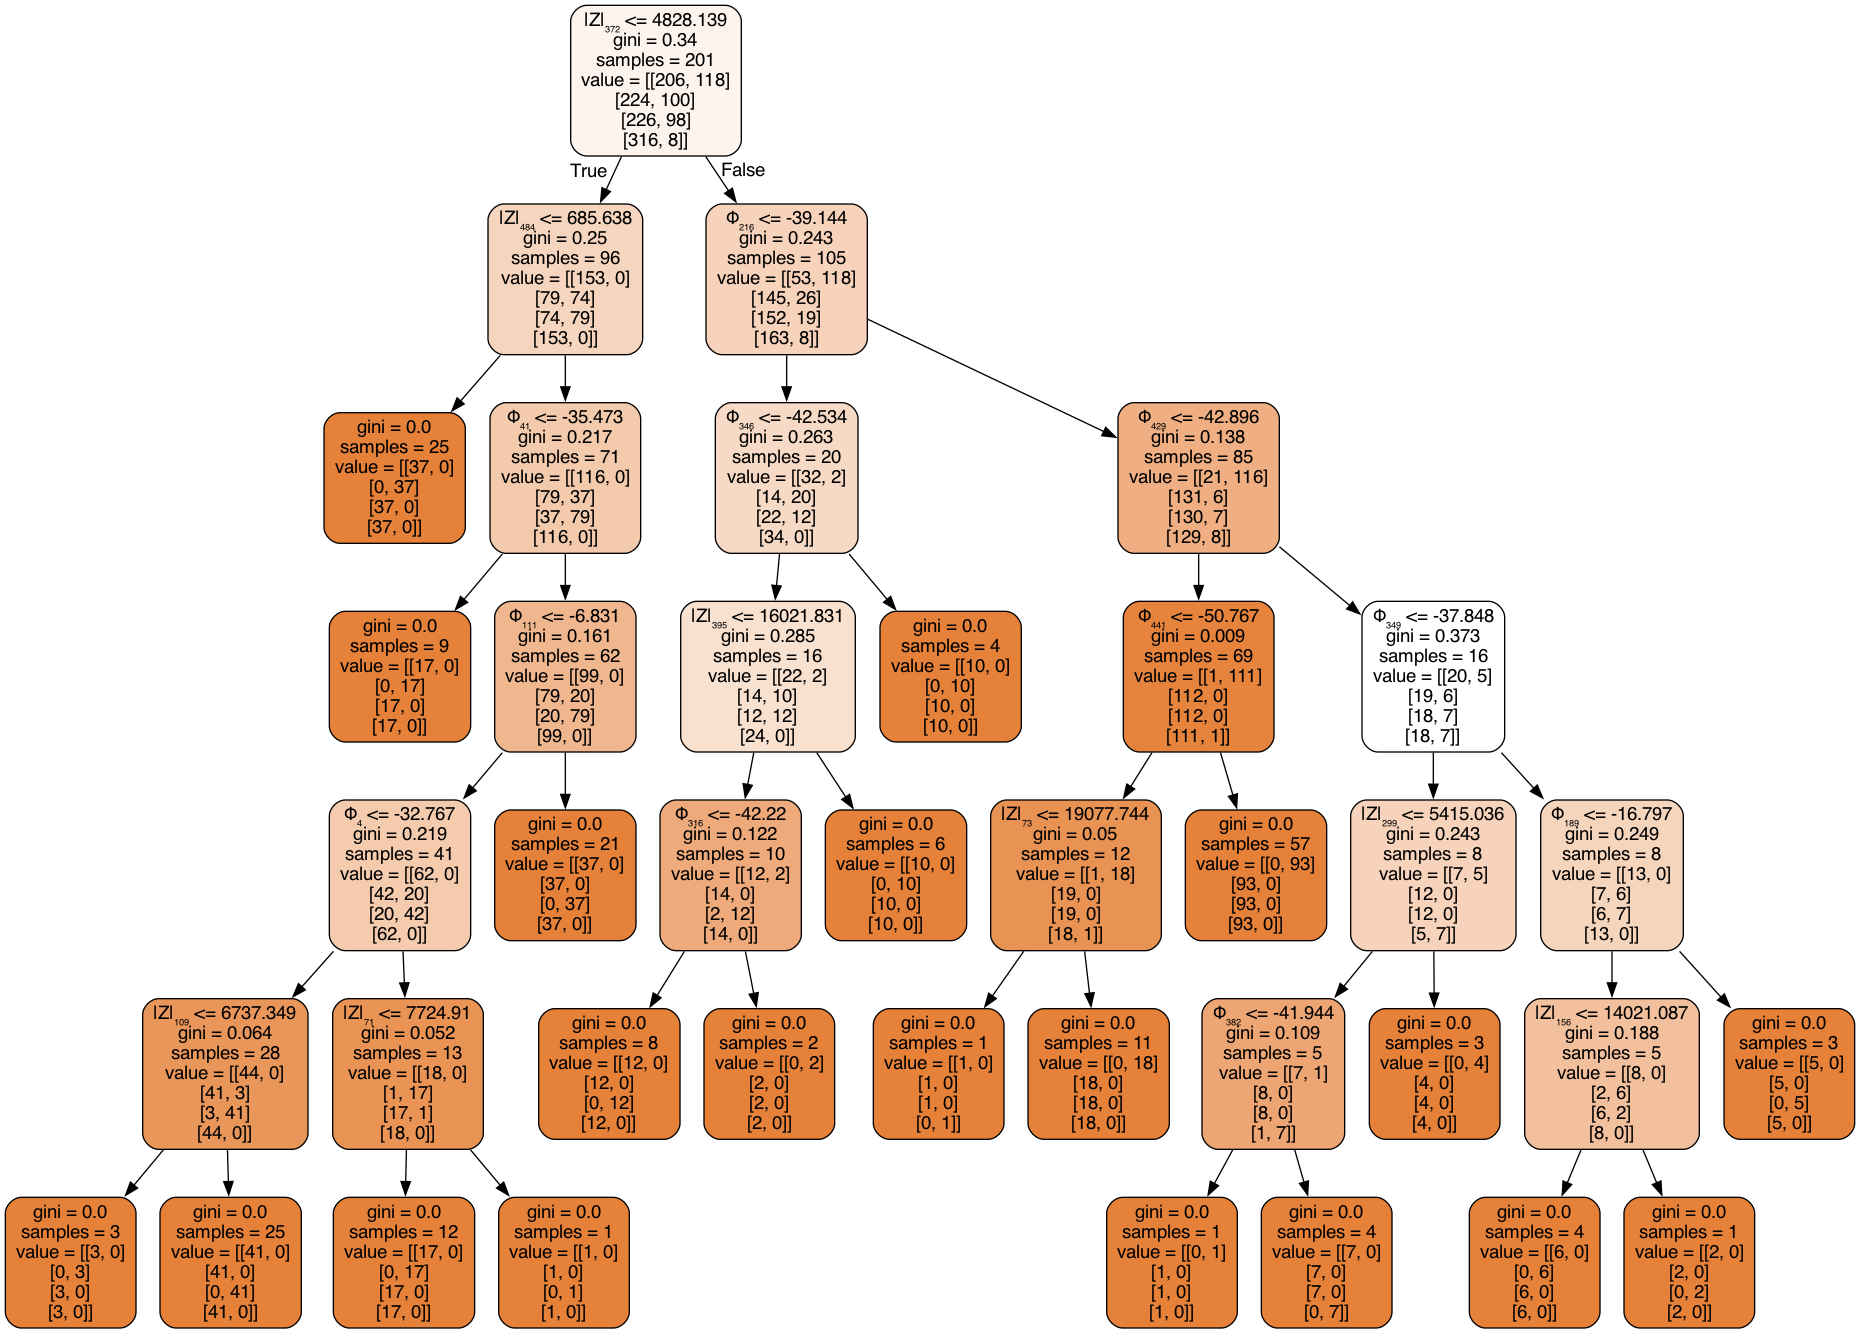 |Z|₃₇₂ <= 4828.139
gini = 0.34
samples = 201
value = [[206, 118]
[224, 100]
[226, 98]
[316, 8]]
True
False
|Z|₄₈₄ <= 685.638
gini = 0.25
samples = 96
value = [[153, 0]
[79, 74]
[74, 79]
[153, 0]]
Φ₂₁₆ <= -39.144
gini = 0.243
samples = 105
value = [[53, 118]
[145, 26]
[152, 19]
[163, 8]]
gini = 0.0
samples = 25
value = [[37, 0]
[0, 37]
[37, 0]
[37, 0]]
Φ₄₁ <= -35.473
gini = 0.217
samples = 71
value = [[116, 0]
[79, 37]
[37, 79]
[116, 0]]
Φ₃₄₆ <= -42.534
gini = 0.263
samples = 20
value = [[32, 2]
[14, 20]
[22, 12]
[34, 0]]
Φ₄₂₉ <= -42.896
gini = 0.138
samples = 85
value = [[21, 116]
[131, 6]
[130, 7]
[129, 8]]
gini = 0.0
samples = 9
value = [[17, 0]
[0, 17]
[17, 0]
[17, 0]]
Φ₁₁₁ <= -6.831
gini = 0.161
samples = 62
value = [[99, 0]
[79, 20]
[20, 79]
[99, 0]]
|Z|₃₉₅ <= 16021.831
gini = 0.285
samples = 16
value = [[22, 2]
[14, 10]
[12, 12]
[24, 0]]
gini = 0.0
samples = 4
value = [[10, 0]
[0, 10]
[10, 0]
[10, 0]]
Φ₄₄₁ <= -50.767
gini = 0.009
samples = 69
value = [[1, 111]
[112, 0]
[112, 0]
[111, 1]]
Φ₃₄₉ <= -37.848
gini = 0.373
samples = 16
value = [[20, 5]
[19, 6]
[18, 7]
[18, 7]]
Φ₄ <= -32.767
gini = 0.219
samples = 41
value = [[62, 0]
[42, 20]
[20, 42]
[62, 0]]
gini = 0.0
samples = 21
value = [[37, 0]
[37, 0]
[0, 37]
[37, 0]]
Φ₃₁₆ <= -42.22
gini = 0.122
samples = 10
value = [[12, 2]
[14, 0]
[2, 12]
[14, 0]]
gini = 0.0
samples = 6
value = [[10, 0]
[0, 10]
[10, 0]
[10, 0]]
|Z|₇₃ <= 19077.744
gini = 0.05
samples = 12
value = [[1, 18]
[19, 0]
[19, 0]
[18, 1]]
gini = 0.0
samples = 57
value = [[0, 93]
[93, 0]
[93, 0]
[93, 0]]
|Z|₂₉₉ <= 5415.036
gini = 0.243
samples = 8
value = [[7, 5]
[12, 0]
[12, 0]
[5, 7]]
Φ₁₈₉ <= -16.797
gini = 0.249
samples = 8
value = [[13, 0]
[7, 6]
[6, 7]
[13, 0]]
|Z|₁₀₉ <= 6737.349
gini = 0.064
samples = 28
value = [[44, 0]
[41, 3]
[3, 41]
[44, 0]]
|Z|₇₁ <= 7724.91
gini = 0.052
samples = 13
value = [[18, 0]
[1, 17]
[17, 1]
[18, 0]]
gini = 0.0
samples = 8
value = [[12, 0]
[12, 0]
[0, 12]
[12, 0]]
gini = 0.0
samples = 2
value = [[0, 2]
[2, 0]
[2, 0]
[2, 0]]
gini = 0.0
samples = 1
value = [[1, 0]
[1, 0]
[1, 0]
[0, 1]]
gini = 0.0
samples = 11
value = [[0, 18]
[18, 0]
[18, 0]
[18, 0]]
Φ₃₈₂ <= -41.944
gini = 0.109
samples = 5
value = [[7, 1]
[8, 0]
[8, 0]
[1, 7]]
gini = 0.0
samples = 3
value = [[0, 4]
[4, 0]
[4, 0]
[4, 0]]
|Z|₁₅₆ <= 14021.087
gini = 0.188
samples = 5
value = [[8, 0]
[2, 6]
[6, 2]
[8, 0]]
gini = 0.0
samples = 3
value = [[5, 0]
[5, 0]
[0, 5]
[5, 0]]
gini = 0.0
samples = 3
value = [[3, 0]
[0, 3]
[3, 0]
[3, 0]]
gini = 0.0
samples = 25
value = [[41, 0]
[41, 0]
[0, 41]
[41, 0]]
gini = 0.0
samples = 12
value = [[17, 0]
[0, 17]
[17, 0]
[17, 0]]
gini = 0.0
samples = 1
value = [[1, 0]
[1, 0]
[0, 1]
[1, 0]]
gini = 0.0
samples = 1
value = [[0, 1]
[1, 0]
[1, 0]
[1, 0]]
gini = 0.0
samples = 4
value = [[7, 0]
[7, 0]
[7, 0]
[0, 7]]
gini = 0.0
samples = 4
value = [[6, 0]
[0, 6]
[6, 0]
[6, 0]]
gini = 0.0
samples = 1
value = [[2, 0]
[2, 0]
[0, 2]
[2, 0]]